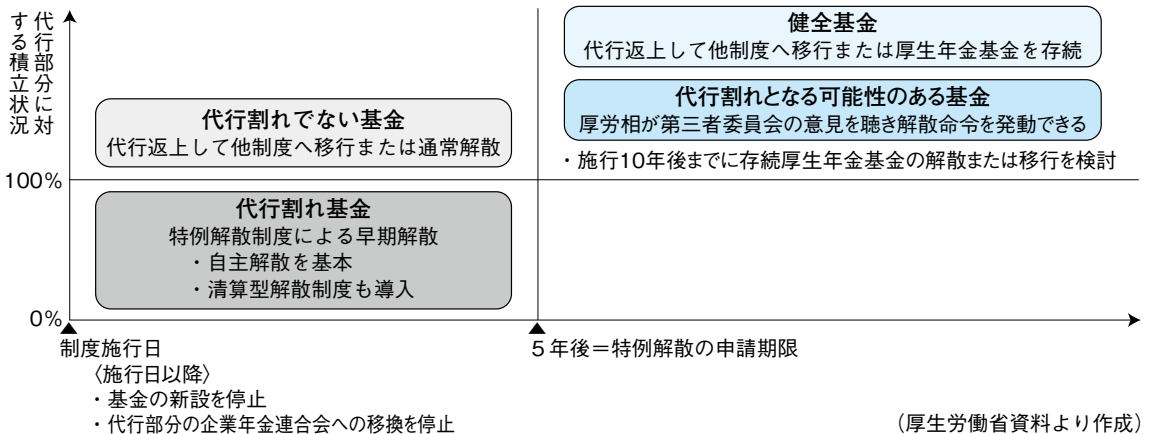 代行部分に対
する積立状況
健全基金
代行返上して他制度へ移行または厚生年金基金を存続
代行割れとなる可能性のある基金
厚労相が第三者委員会の意見を聴き解散命令を発動できる
・施行10年後までに存続厚生年金基金の解散または移行を検討
代行割れでない基金
代行返上して他制度へ移行または通常解散
100%
代行割れ基金
特例解散制度による早期解散
・自主解散を基本
・清算型解散制度も導入
0%
制度施行日
〈施行日以降〉
・基金の新設を停止
・代行部分の企業年金連合会への移換を停止
5年後=特例解散の申請期限
(厚生労働省資料より作成)